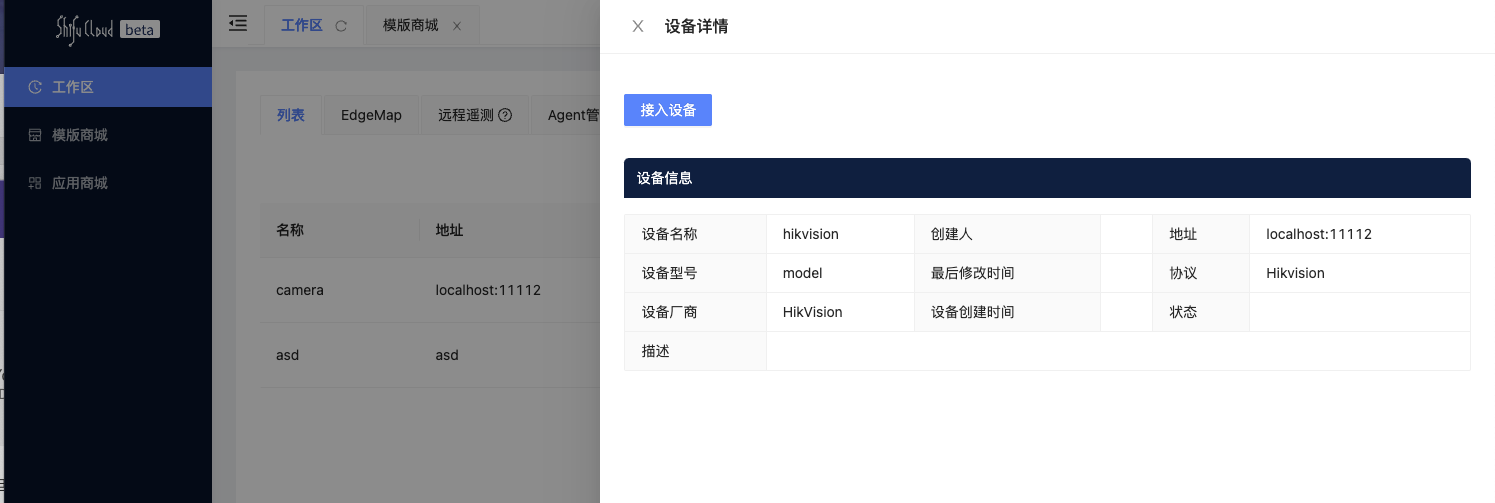 Shifu Cloud beta
工作区
模版商城
应用商城
工作区
模版商城
列表
EdgeMap
远程遥测
Agent管
名称 地址
camera localhost:11112
asd asd
设备详情
接入设备
设备信息
设备名称 hikvision 创建人 地址 localhost:11112
设备型号 model 最后修改时间 协议 Hikvision
设备厂商 HikVision 设备创建时间 状态
描述